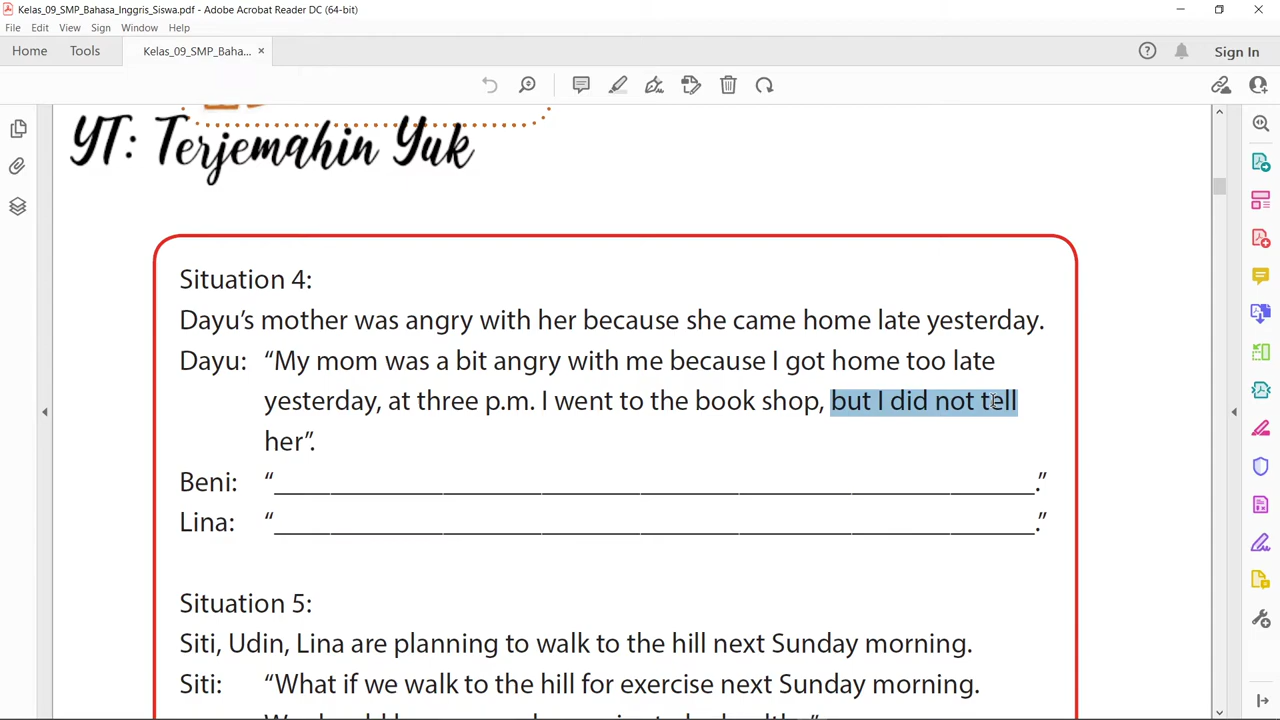 Kelas_09_SMP_Bahasa_Inggris_Siswa.pdf - Adobe Acrobat Reader DC (64-bit)
File Edit View Sign Window Help
Home Tools Kelas_09_SMP_Baha... × Sign In
YT: Terjemahin Yuk
Situation 4:
Dayu’s mother was angry with her because she came home late yesterday.
Dayu: “My mom was a bit angry with me because I got home too late
yesterday, at three p.m. I went to the book shop, but I did not tell
her”.
Beni: “__________________________________________________.”
Lina: “__________________________________________________.”
Situation 5:
Siti, Udin, Lina are planning to walk to the hill next Sunday morning.
Siti: “What if we walk to the hill for exercise next Sunday morning.